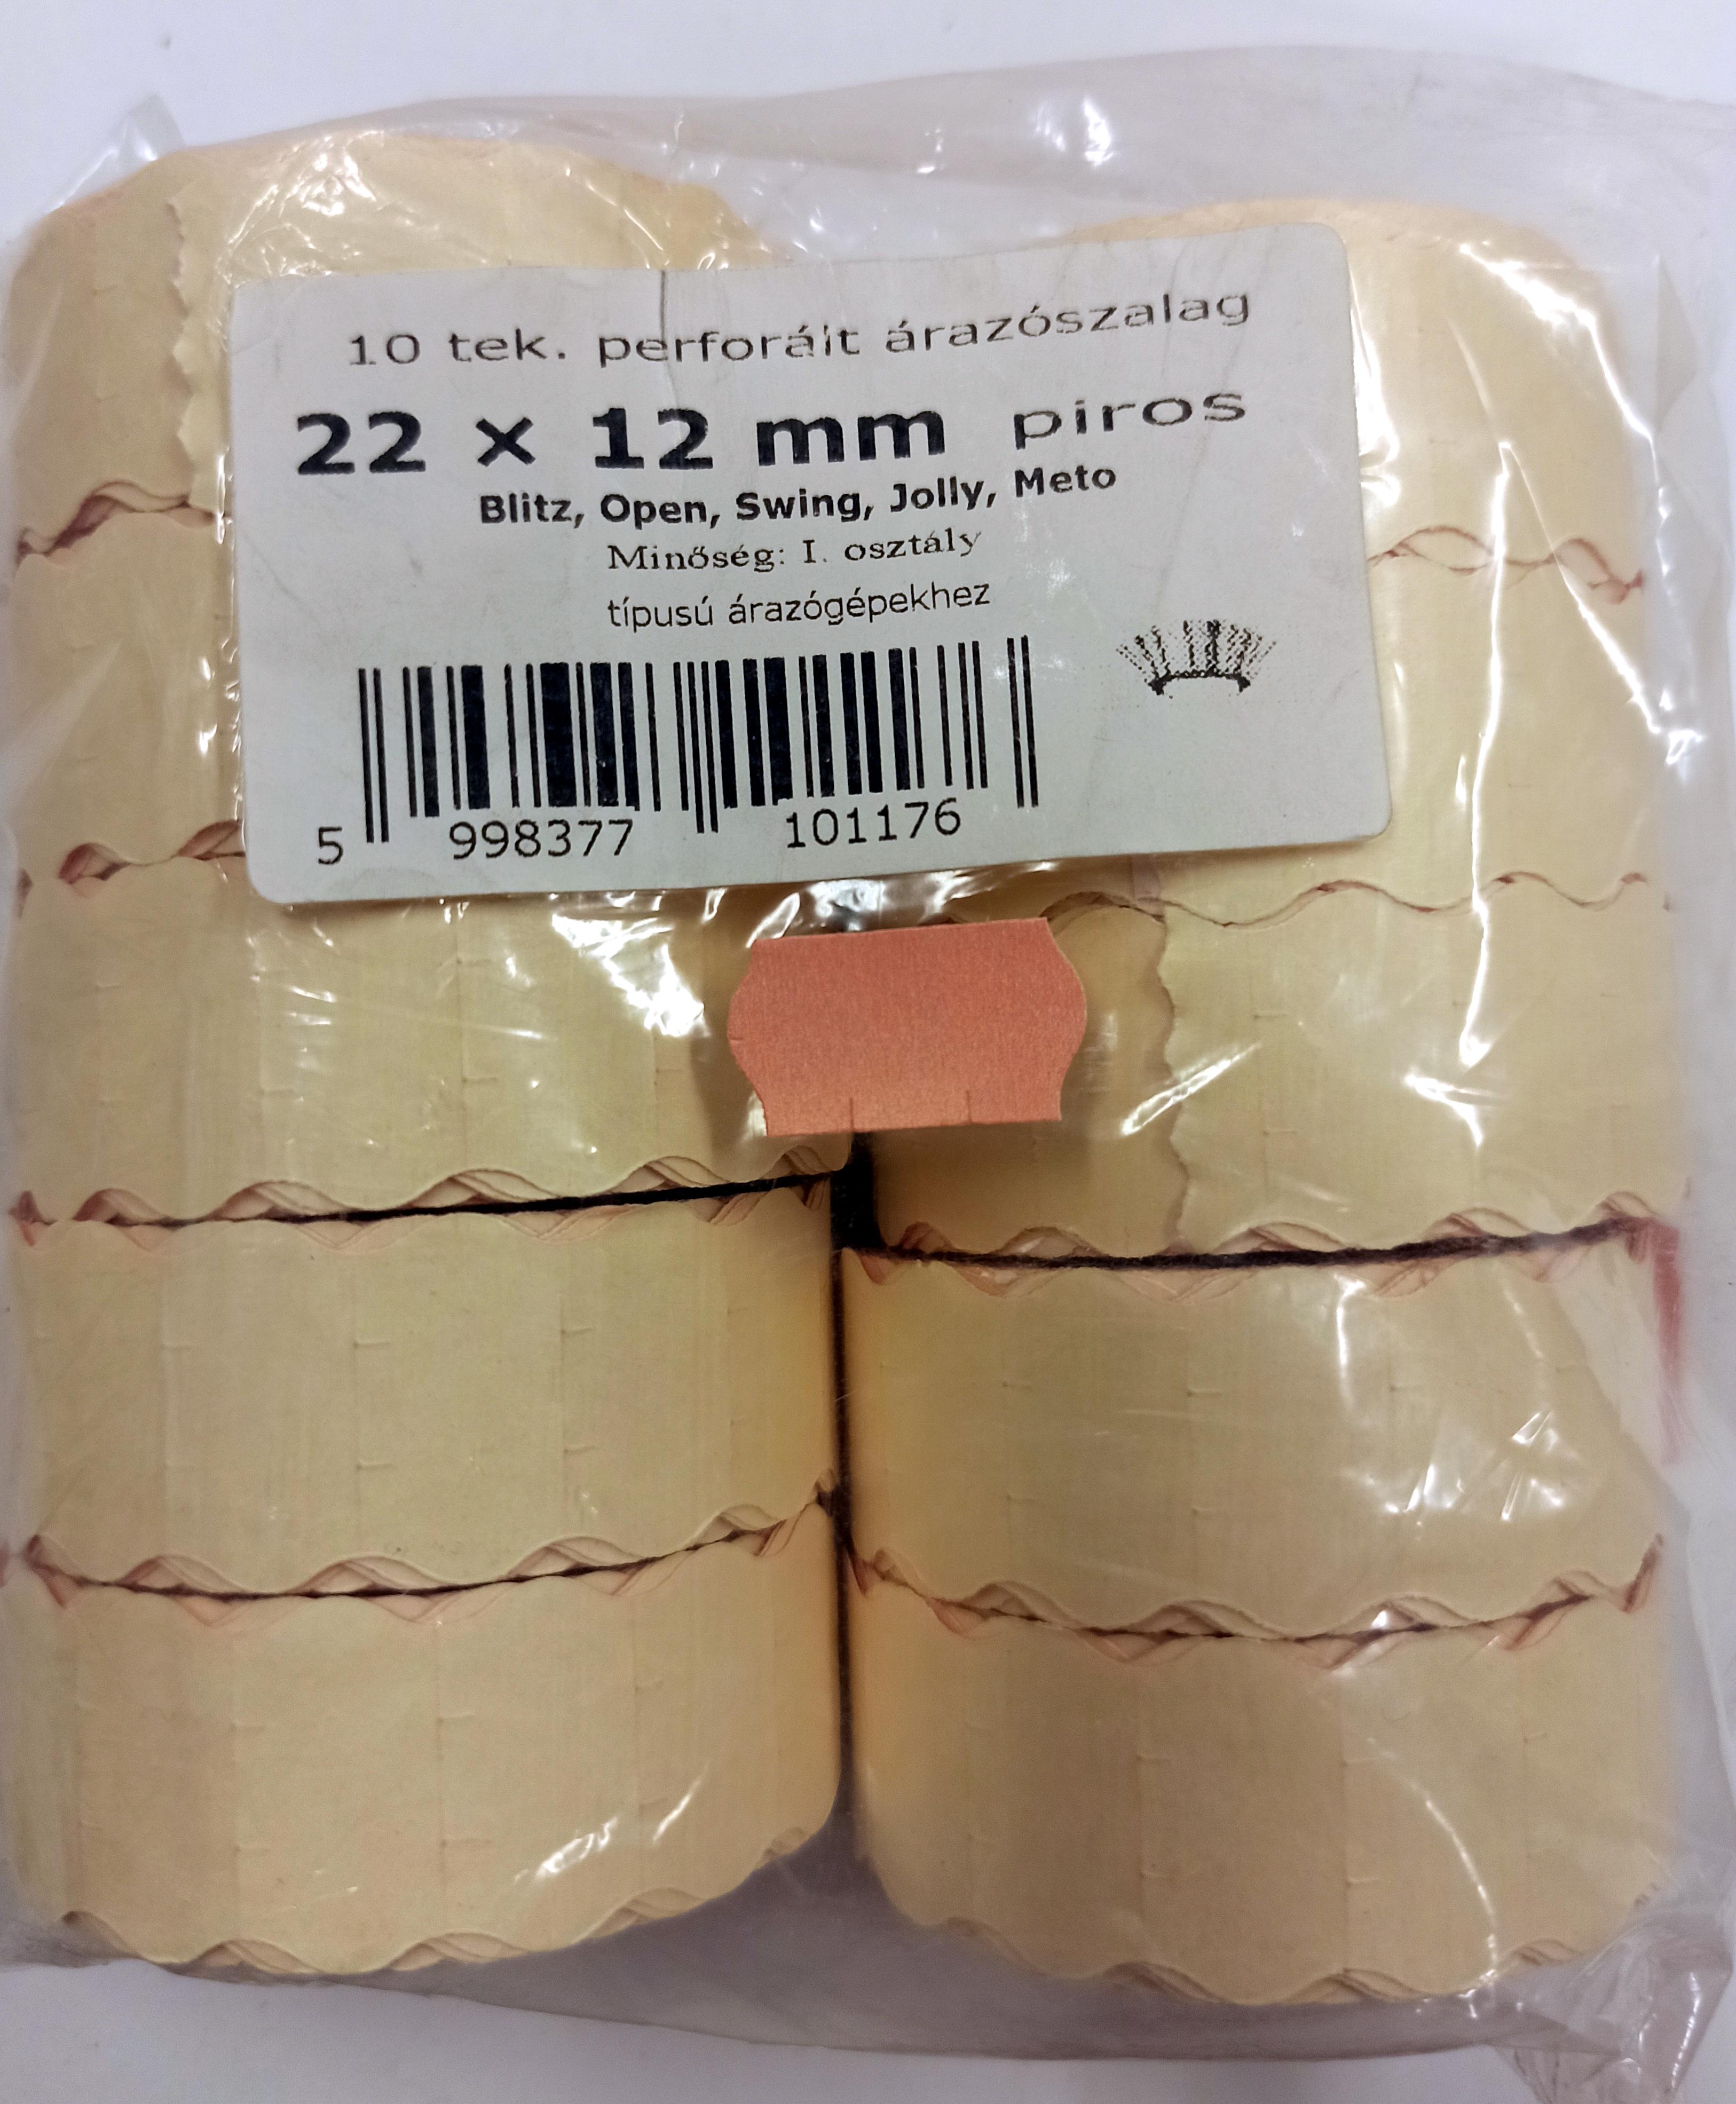 10 tek. perforált árazószalag
22 x 12 mm piros
Blitz, Open, Swing, Jolly, Meto
Minőség: I. osztály
típusú árazógépekhez
5 998377 101176